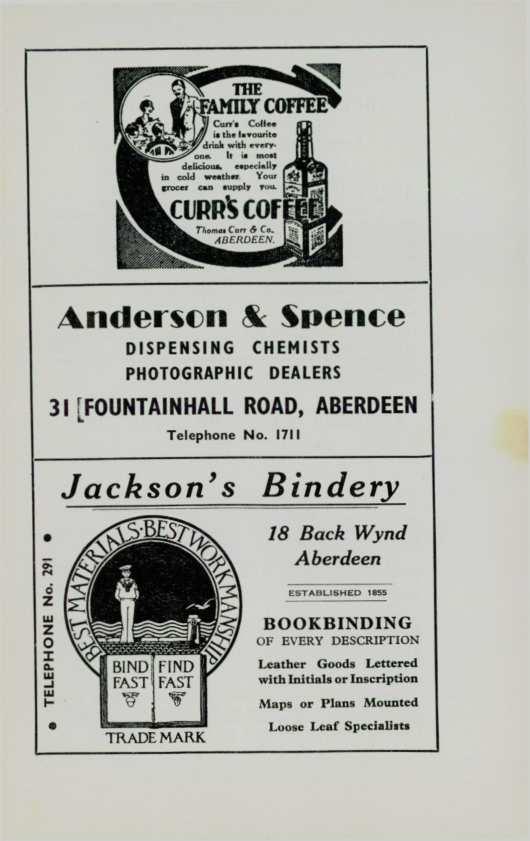 THE
FAMILY COFFEE
Curr's Coffee
is the favourite
drink with every-
one. It is most
delicious, especially
in cold weather. Your
grocer can supply you.
CURR'S COFFEE
Thomas Curr & Co.,
ABERDEEN.
Anderson & Spence
DISPENSING CHEMISTS
PHOTOGRAPHIC DEALERS
31 [FOUNTAINHALL ROAD, ABERDEEN
Telephone No. 1711
Jackson's Bindery
TELEPHONE No. 291
BEST MATERIALS·BEST WORKMANSHIP
BIND FAST
FIND FAST
TRADE MARK
18 Back Wynd
Aberdeen
ESTABLISHED 1855
BOOKBINDING
OF EVERY DESCRIPTION
Leather Goods Lettered
with Initials or Inscription
Maps or Plans Mounted
Loose Leaf Specialists